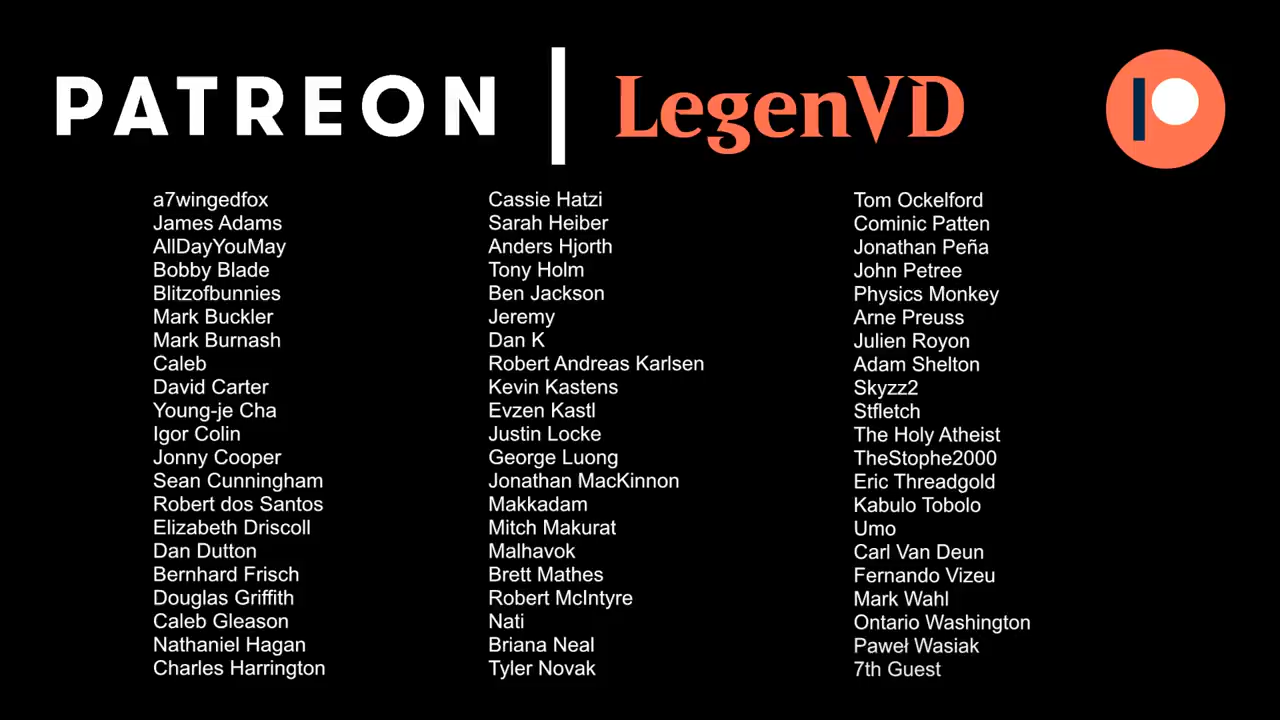 PATREON | LegenVD
a7wingedfox
James Adams
AllDayYouMay
Bobby Blade
Blitzofbunnies
Mark Buckler
Mark Burnash
Caleb
David Carter
Young-je Cha
Igor Colin
Jonny Cooper
Sean Cunningham
Robert dos Santos
Elizabeth Driscoll
Dan Dutton
Bernhard Frisch
Douglas Griffith
Caleb Gleason
Nathaniel Hagan
Charles Harrington
Cassie Hatzi
Sarah Heiber
Anders Hjorth
Tony Holm
Ben Jackson
Jeremy
Dan K
Robert Andreas Karlsen
Kevin Kastens
Evzen Kastl
Justin Locke
George Luong
Jonathan MacKinnon
Makkadam
Mitch Makurat
Malhavok
Brett Mathes
Robert McIntyre
Nati
Briana Neal
Tyler Novak
Tom Ockelford
Cominic Patten
Jonathan Peña
John Petree
Physics Monkey
Arne Preuss
Julien Royon
Adam Shelton
Skyzz2
Stfletch
The Holy Atheist
TheStophe2000
Eric Threadgold
Kabulo Tobolo
Umo
Carl Van Deun
Fernando Vizeu
Mark Wahl
Ontario Washington
Paweł Wasiak
7th Guest